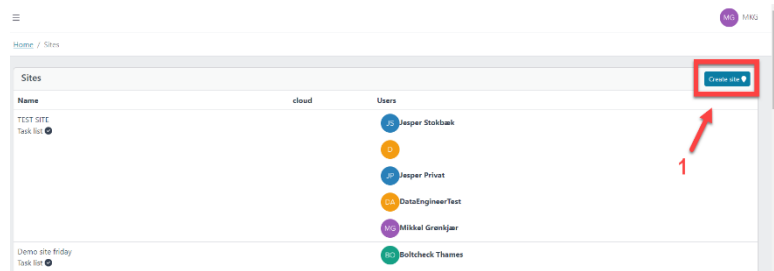 MG MKG
Home / Sites
Sites
Create site
Name cloud Users
TEST SITE
Task list
JS Jesper Stokbæk
O
JP Jesper Privat
DA DataEngineerTest
MG Mikkel Grønkjær
1
Demo site friday
Task list
BO Boltcheck Thames